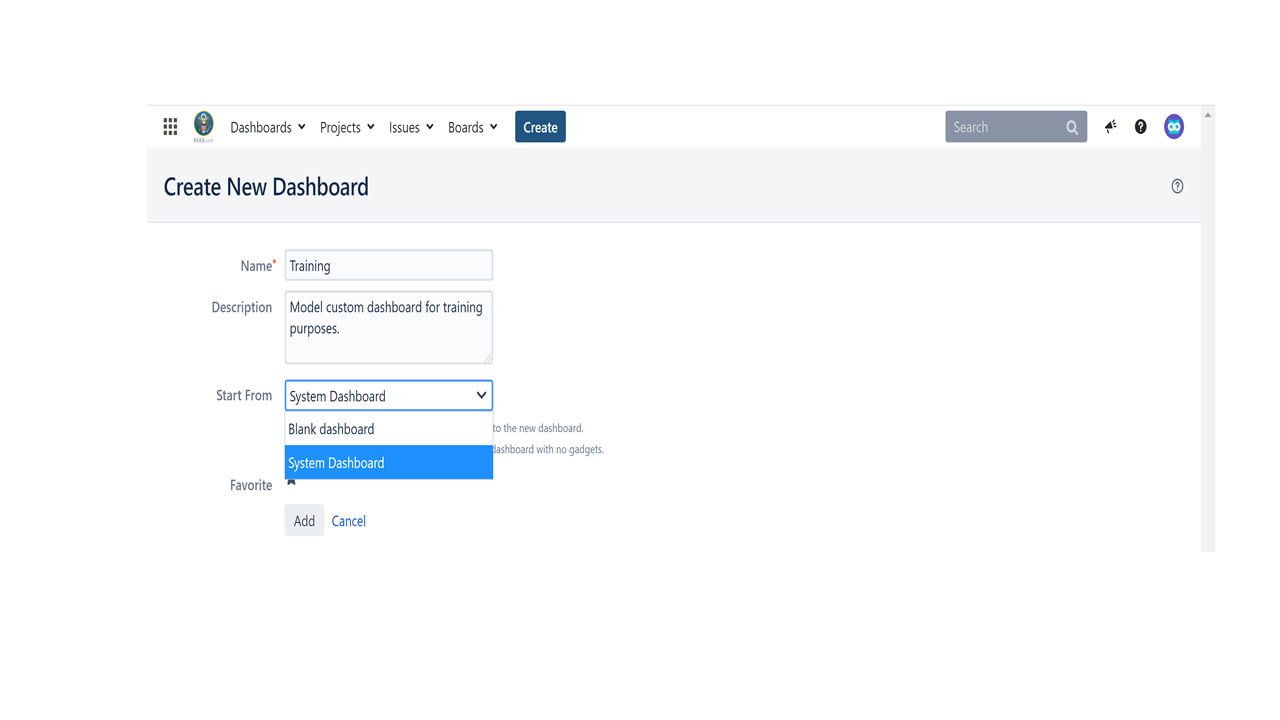 MAX
Dashboards Projects Issues Boards Create Search
Create New Dashboard
Name* Training
Description Model custom dashboard for training
purposes.
Start From System Dashboard
Blank dashboard to the new dashboard.
dashboard with no gadgets.
System Dashboard
Favorite
Add Cancel